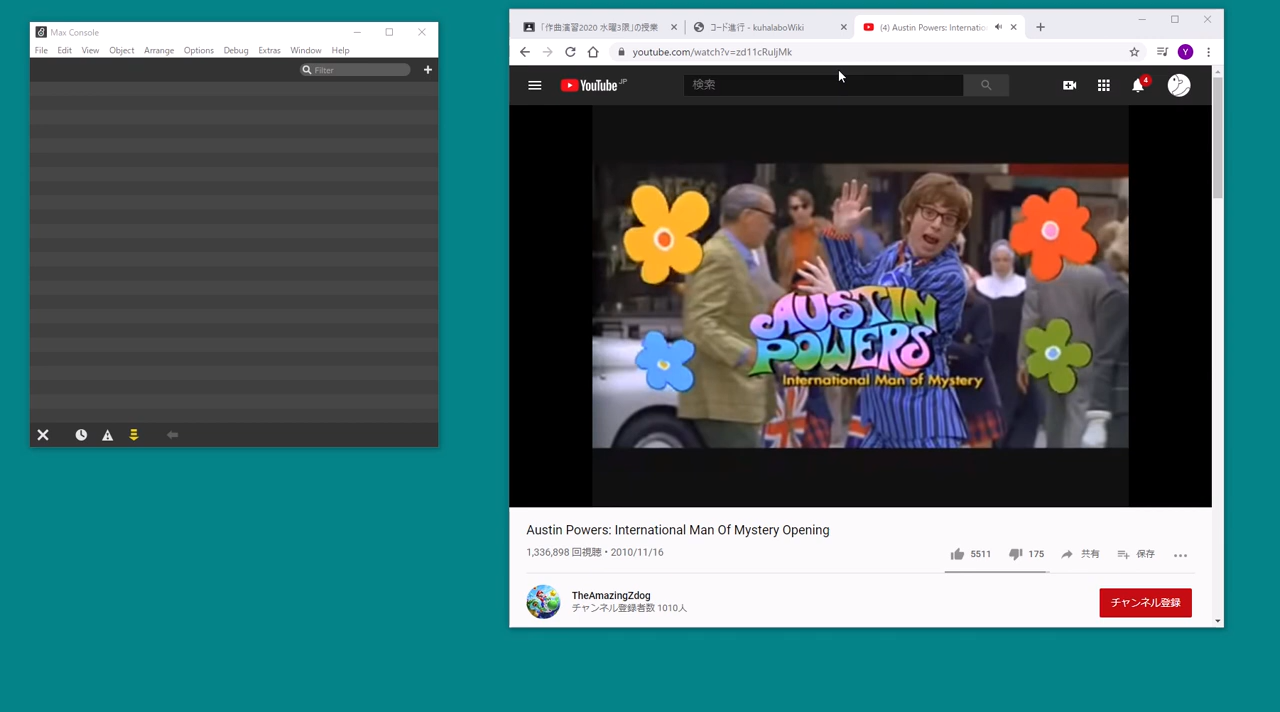 Max Console
File Edit View Object Arrange Options Debug Extras Window Help
Filter
「作曲演習2020 水曜3限」の授業
コード進行 - kuhalaboWiki
(4) Austin Powers: Internatio
youtube.com/watch?v=zd11cRuIjMk
YouTube JP
検索
4
Y
AUSTIN
POWERS
International Man of Mystery
Austin Powers: International Man Of Mystery Opening
1,336,898 回視聴・2010/11/16
5511
175
共有
保存
TheAmazingZdog
チャンネル登録者数 1010人
チャンネル登録